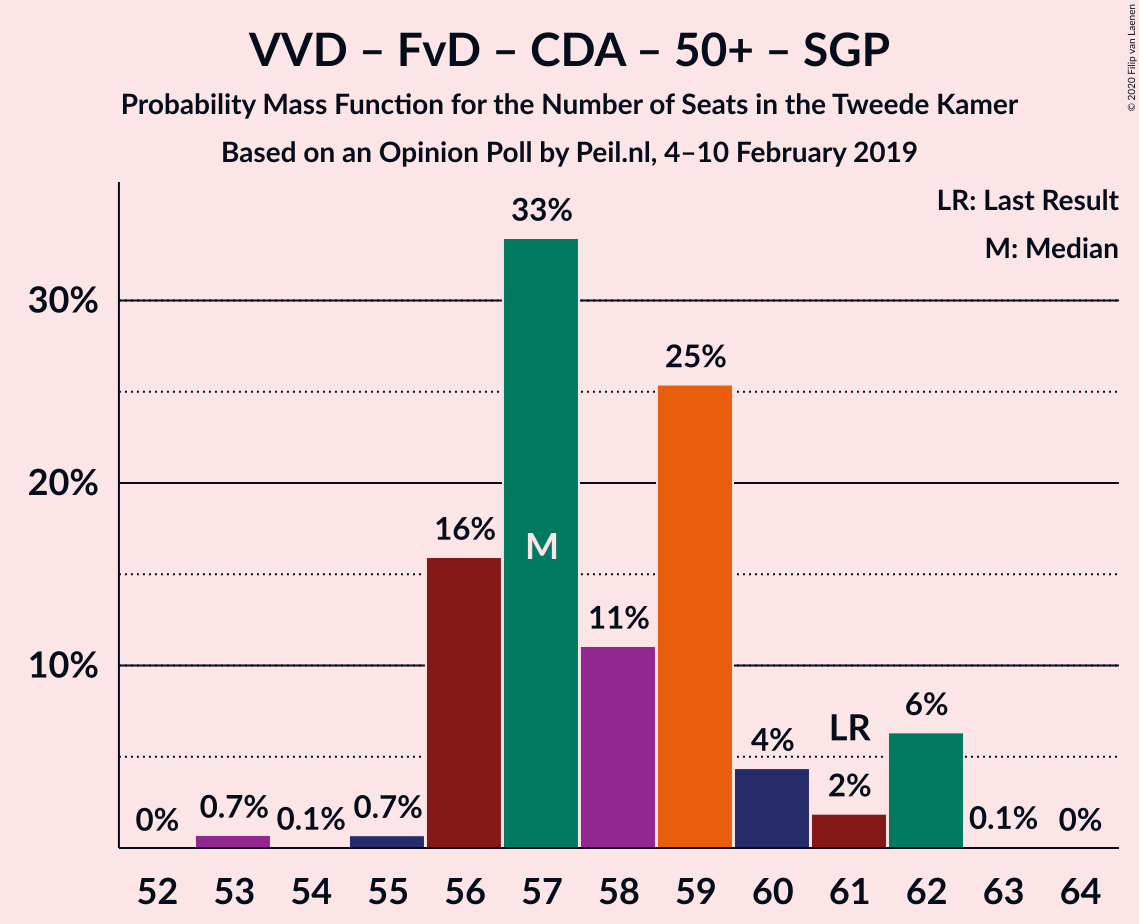 VVD – FvD – CDA – 50+ – SGP
Probability Mass Function for the Number of Seats in the Tweede Kamer
Based on an Opinion Poll by Peil.nl, 4–10 February 2019
© 2020 Filip van Laenen
LR: Last Result
M: Median
33%
30%
25%
20%
16%
M
11%
10%
6%
LR
4%
2%
0% 0.7% 0.1% 0.7% 0.1% 0%
52 53 54 55 56 57 58 59 60 61 62 63 64